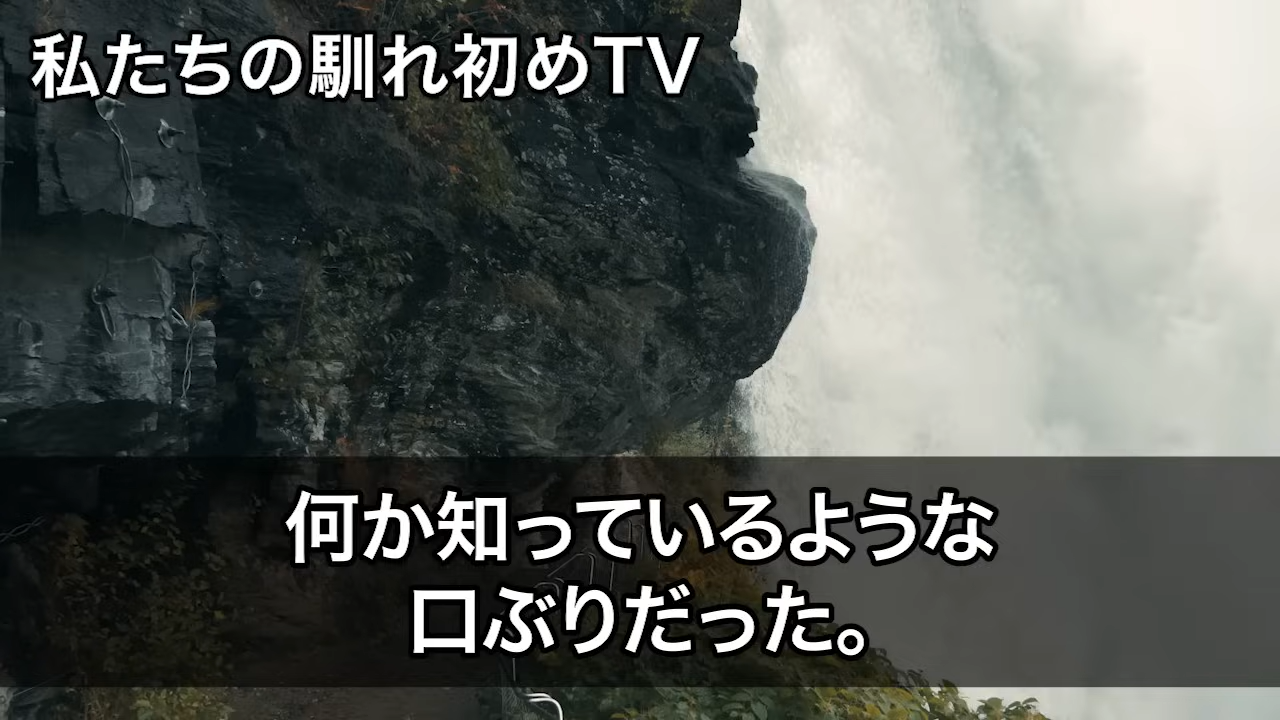 私たちの馴れ初めTV
何か知っているような
口ぶりだった。